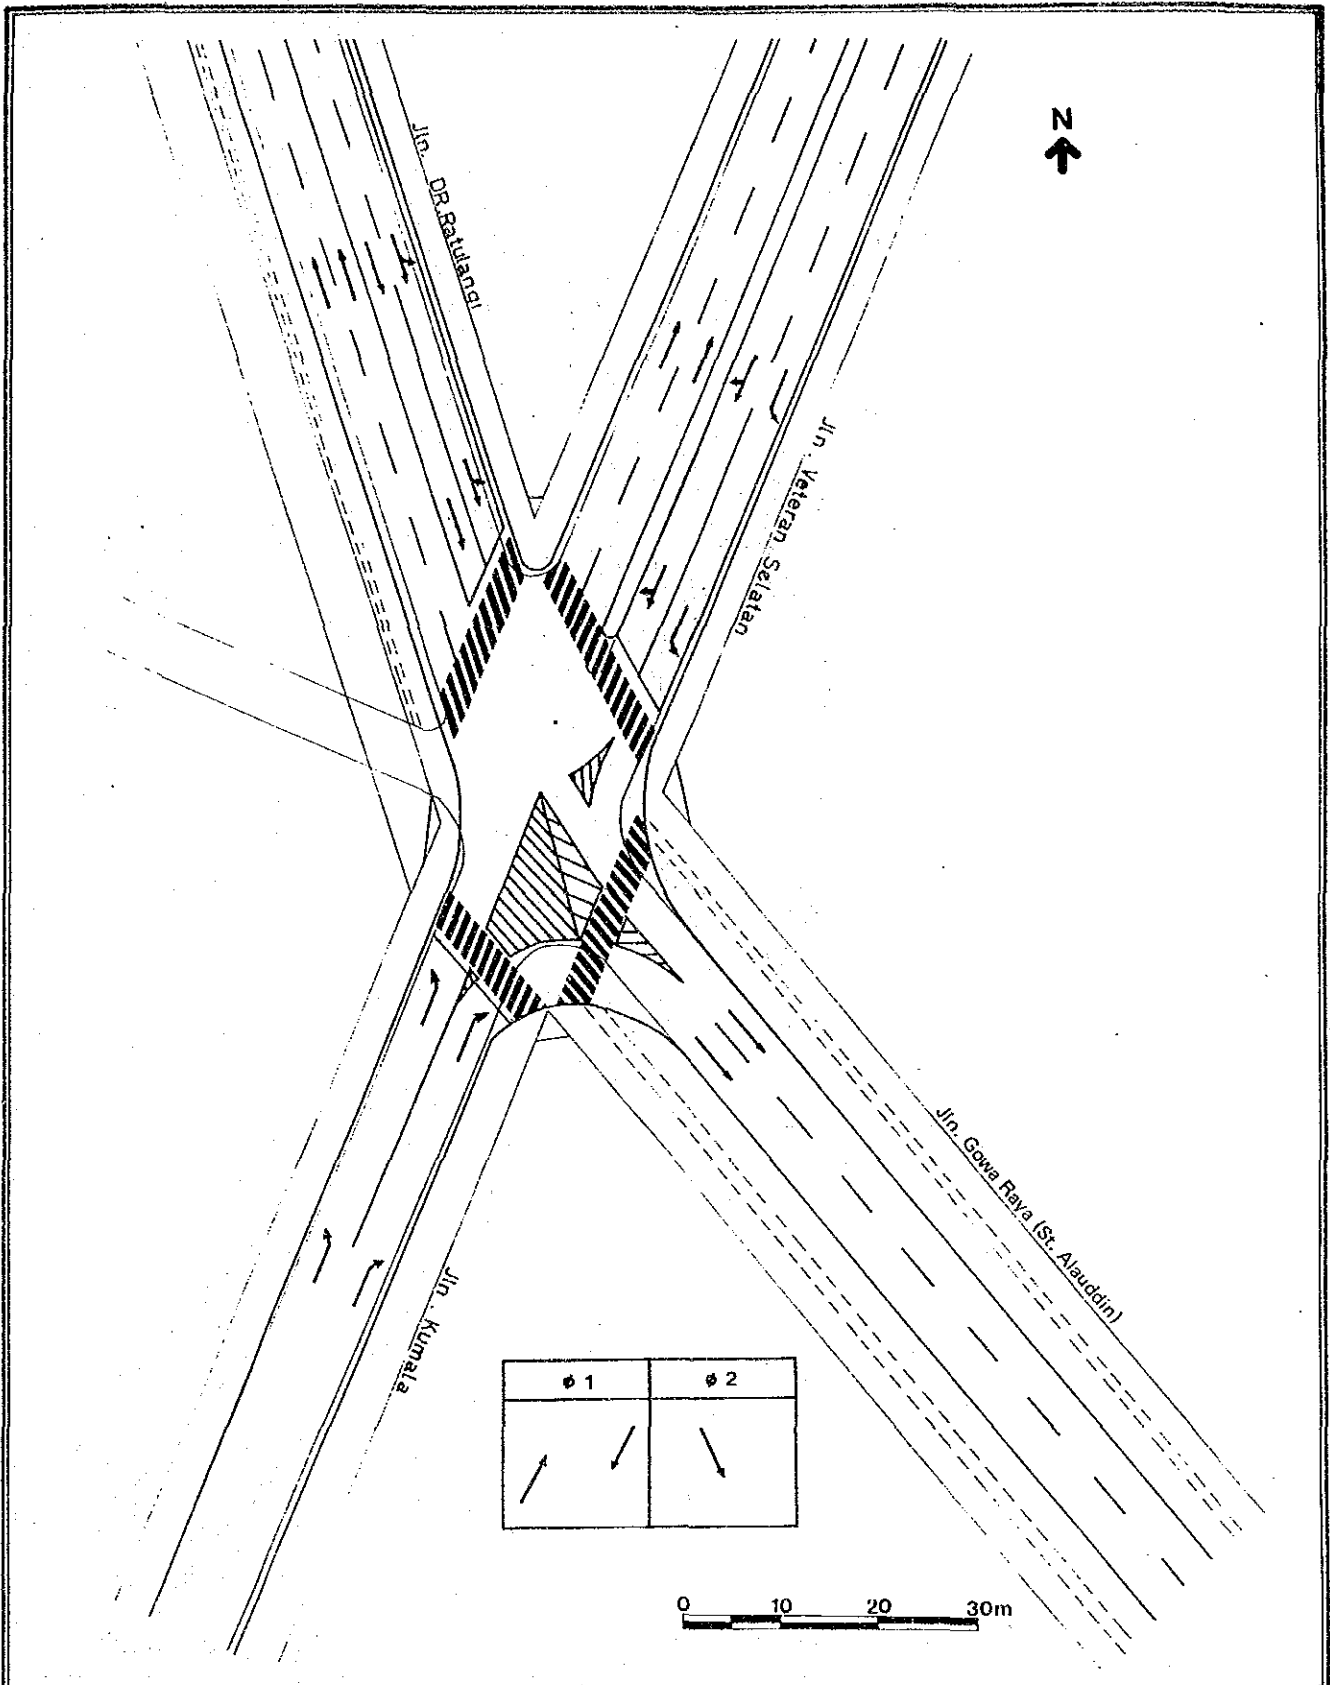 N
Jln. DR.Ratulangi
Jln. Veteran Selatan
Jln. Gowa Raya (St. Alauddin)
Jln. Kumala
ø 1 ø 2
0 10 20 30m